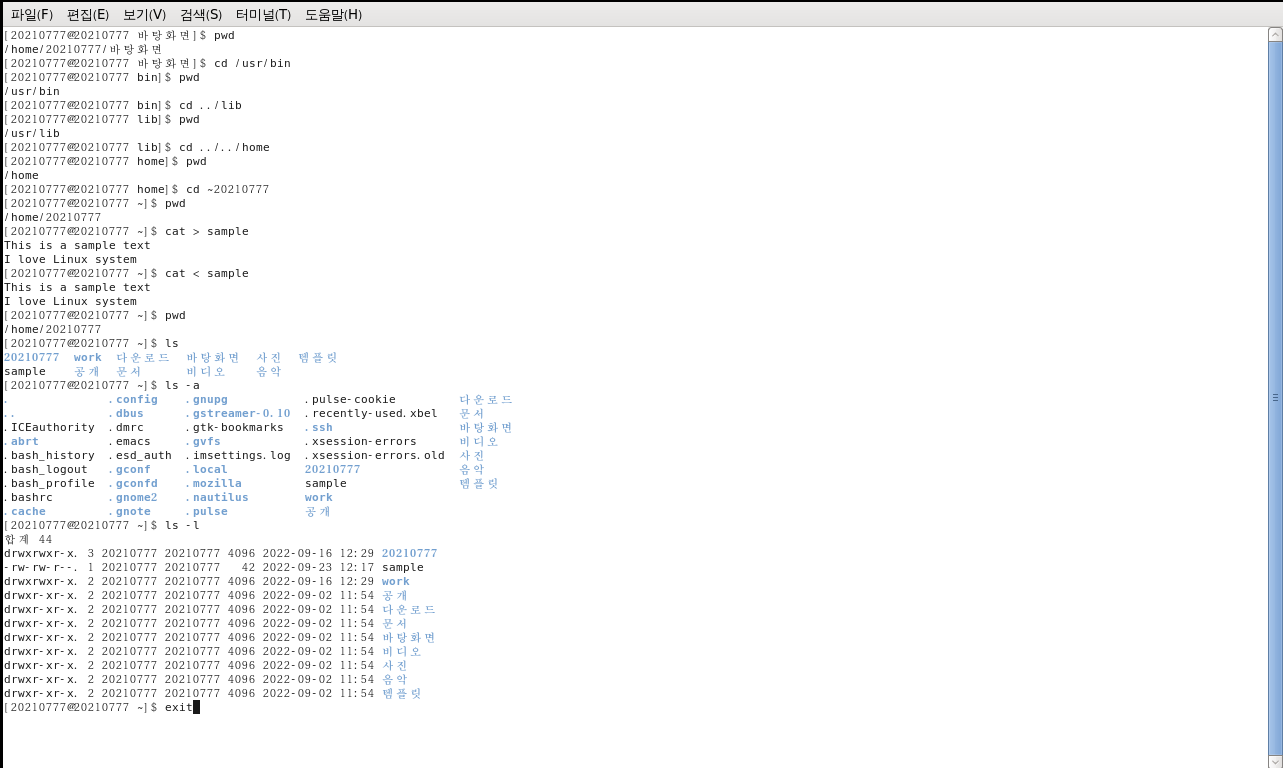 파일(F) 편집(E) 보기(V) 검색(S) 터미널(T) 도움말(H)
[20210777@20210777 바탕화면]$ pwd
/home/20210777/바탕화면
[20210777@20210777 바탕화면]$ cd /usr/bin
[20210777@20210777 bin]$ pwd
/usr/bin
[20210777@20210777 bin]$ cd ../lib
[20210777@20210777 lib]$ pwd
/usr/lib
[20210777@20210777 lib]$ cd ../../home
[20210777@20210777 home]$ pwd
/home
[20210777@20210777 home]$ cd ~20210777
[20210777@20210777 ~]$ pwd
/home/20210777
[20210777@20210777 ~]$ cat > sample
This is a sample text
I love Linux system
[20210777@20210777 ~]$ cat < sample
This is a sample text
I love Linux system
[20210777@20210777 ~]$ pwd
/home/20210777
[20210777@20210777 ~]$ ls
20210777  work  다운로드  바탕화면  사진  템플릿
sample    공개  문서      비디오    음악
[20210777@20210777 ~]$ ls -a
.              .config    .gnupg           .pulse-cookie         다운로드
..             .dbus      .gstreamer-0.10  .recently-used.xbel   문서
.ICEauthority  .dmrc      .gtk-bookmarks   .ssh                  바탕화면
.abrt          .emacs     .gvfs            .xsession-errors      비디오
.bash_history  .esd_auth  .imsettings.log  .xsession-errors.old  사진
.bash_logout   .gconf     .local           20210777              음악
.bash_profile  .gconfd    .mozilla         sample                템플릿
.bashrc        .gnome2    .nautilus        work
.cache         .gnote     .pulse           공개
[20210777@20210777 ~]$ ls -l
합계 44
drwxrwxr-x. 3 20210777 20210777 4096 2022-09-16 12:29 20210777
-rw-rw-r--. 1 20210777 20210777   42 2022-09-23 12:17 sample
drwxrwxr-x. 2 20210777 20210777 4096 2022-09-16 12:29 work
drwxr-xr-x. 2 20210777 20210777 4096 2022-09-02 11:54 공개
drwxr-xr-x. 2 20210777 20210777 4096 2022-09-02 11:54 다운로드
drwxr-xr-x. 2 20210777 20210777 4096 2022-09-02 11:54 문서
drwxr-xr-x. 2 20210777 20210777 4096 2022-09-02 11:54 바탕화면
drwxr-xr-x. 2 20210777 20210777 4096 2022-09-02 11:54 비디오
drwxr-xr-x. 2 20210777 20210777 4096 2022-09-02 11:54 사진
drwxr-xr-x. 2 20210777 20210777 4096 2022-09-02 11:54 음악
drwxr-xr-x. 2 20210777 20210777 4096 2022-09-02 11:54 템플릿
[20210777@20210777 ~]$ exit